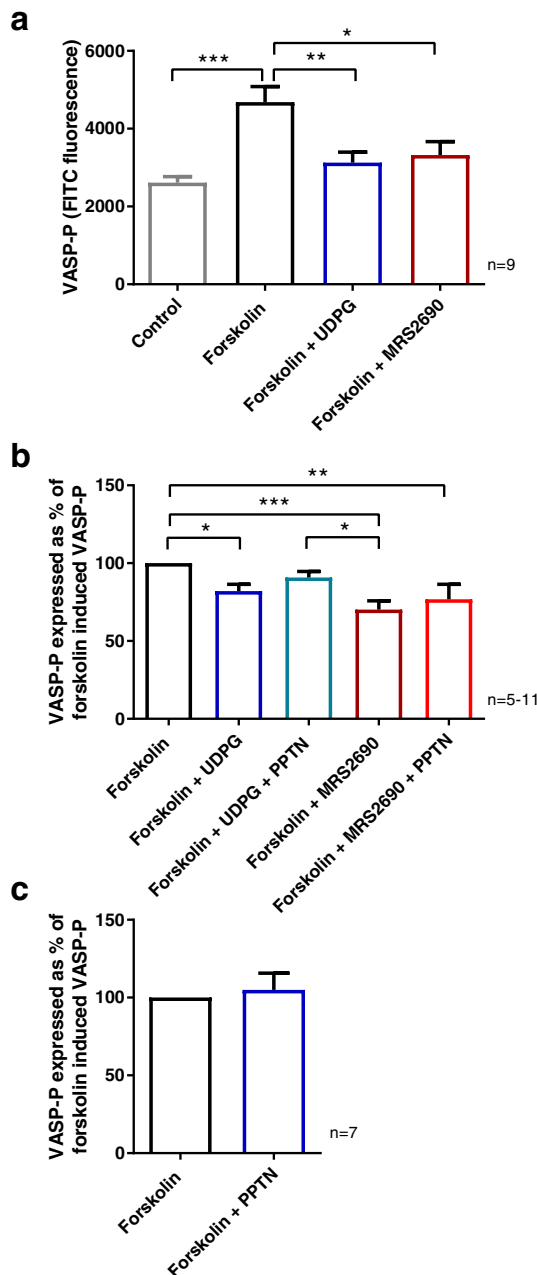 a
VASP-P (FITC fluorescence)
6000
4000
2000
0
***
**
*
Control
Forskolin
Forskolin + UDPG
Forskolin + MRS2690
n=9
b
VASP-P expressed as % of
forskolin induced VASP-P
150
100
50
0
**
***
*
*
Forskolin
Forskolin + UDPG
Forskolin + UDPG + PPTN
Forskolin + MRS2690
Forskolin + MRS2690 + PPTN
n=5-11
c
VASP-P expressed as % of
forskolin induced VASP-P
150
100
50
0
Forskolin
Forskolin + PPTN
n=7